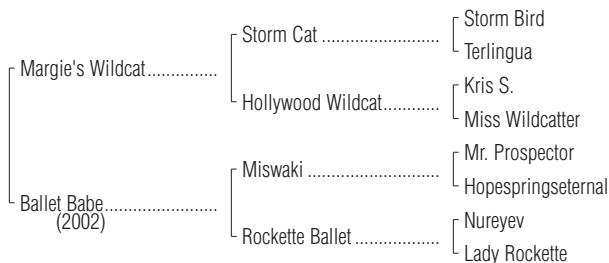 Storm Bird
Storm Cat ........................
Terlingua
Margie's Wildcat..............
Kris S.
Hollywood Wildcat............
Miss Wildcatter
Mr. Prospector
Miswaki ...........................
Hopespringseternal
Ballet Babe.......................
(2002)
Nureyev
Rockette Ballet .................
Lady Rockette